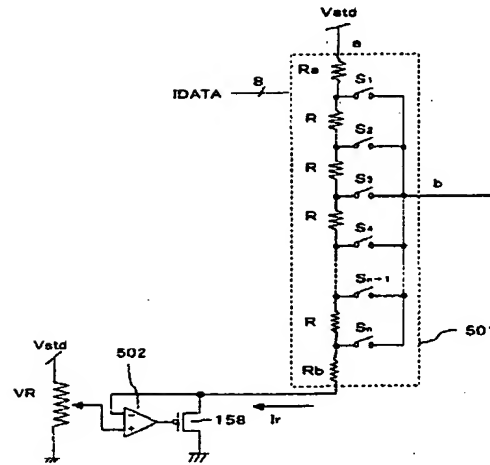 Vstd
a
Ra
8
IDATA
S1
R
S2
R
S3
b
R
S4
Sn-1
R
Sn
501
Rb
Vstd
502
VR
-
+
158
Ir